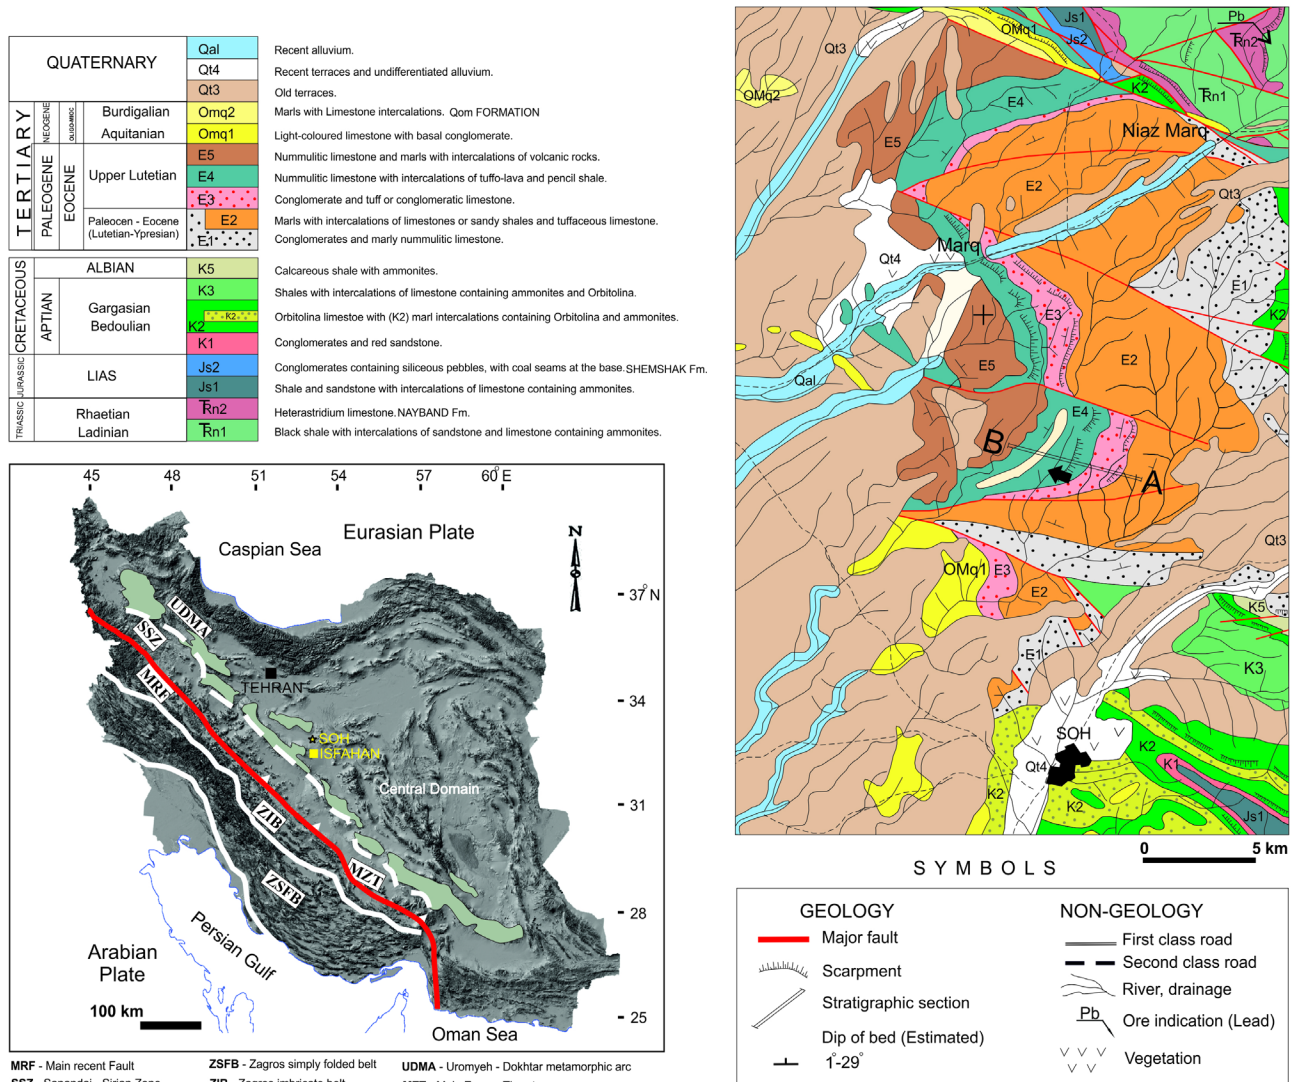 QUATERNARY
Qal
Recent alluvium.
Qt4
Recent terraces and undifferentiated alluvium.
Qt3
Old terraces.
TERTIARY
NEOGENE
OLIGO-MIOC
Burdigalian
Omq2
Marls with Limestone intercalations. Qom FORMATION
Aquitanian
Omq1
Light-coloured limestone with basal conglomerate.
PALEOGENE
EOCENE
Upper Lutetian
E5
Nummulitic limestone and marls with intercalations of volcanic rocks.
E4
Nummulitic limestone with intercalations of tuffo-lava and pencil shale.
E3
Conglomerate and tuff or conglomeratic limestone.
Paleocen - Eocene
(Lutetian-Ypresian)
E2
Marls with intercalations of limestones or sandy shales and tuffaceous limestone.
E1
Conglomerates and marly nummulitic limestone.
CRETACEOUS
ALBIAN
K5
Calcareous shale with ammonites.
APTIAN
Gargasian
Bedoulian
K3
Shales with intercalations of limestone containing ammonites and Orbitolina.
K2
K2
Orbitolina limestoe with (K2) marl intercalations containing Orbitolina and ammonites.
K1
Conglomerates and red sandstone.
JURASSIC
LIAS
Js2
Conglomerates containing siliceous pebbles, with coal seams at the base. SHEMSHAK Fm.
Js1
Shale and sandstone with intercalations of limestone containing ammonites.
TRIASSIC
Rhaetian
Ladinian
TRn2
Heterastridium limestone. NAYBAND Fm.
TRn1
Black shale with intercalations of sandstone and limestone containing ammonites.
45 48 51 54 57 60°E
Eurasian Plate
Caspian Sea
N
37°N
34
31
28
25
UDMA
SSZ
MRF
TEHRAN
SOH
ISFAHAN
Central Domain
ZIB
MZT
ZSFB
Persian Gulf
Arabian
Plate
100 km
Oman Sea
MRF - Main recent Fault
ZSFB - Zagros simply folded belt
UDMA - Uromyeh - Dokhtar metamorphic arc
Qt3
OMq1
Js1
Js2
Pb
TRn2
OMq2
E4
K2
TRn1
E5
Niaz Marq
E2
Qt3
Marq
Qt4
E1
K2
E3
E2
E5
Qal
E4
B
A
Qt3
OMq1
E3
E2
K5
E1
K3
SOH
K2
Qt4
K1
K2
K2
Js1
0 5 km
SYMBOLS
GEOLOGY
Major fault
Scarpment
Stratigraphic section
Dip of bed (Estimated)
1°-29°
NON-GEOLOGY
First class road
Second class road
River, drainage
Pb
Ore indication (Lead)
Vegetation